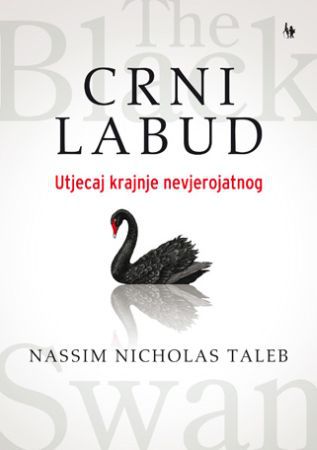 The
Black
CRNI
LABUD
Utjecaj krajnje nevjerojatnog
NASSIM NICHOLAS TALEB
Swan